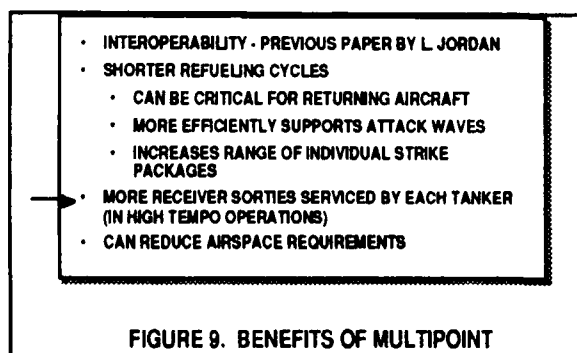 · INTEROPERABILITY - PREVIOUS PAPER BY L. JORDAN
· SHORTER REFUELING CYCLES
· CAN BE CRITICAL FOR RETURNING AIRCRAFT
· MORE EFFICIENTLY SUPPORTS ATTACK WAVES
· INCREASES RANGE OF INDIVIDUAL STRIKE
PACKAGES
· MORE RECEIVER SORTIES SERVICED BY EACH TANKER
(IN HIGH TEMPO OPERATIONS)
· CAN REDUCE AIRSPACE REQUIREMENTS
FIGURE 9. BENEFITS OF MULTIPOINT